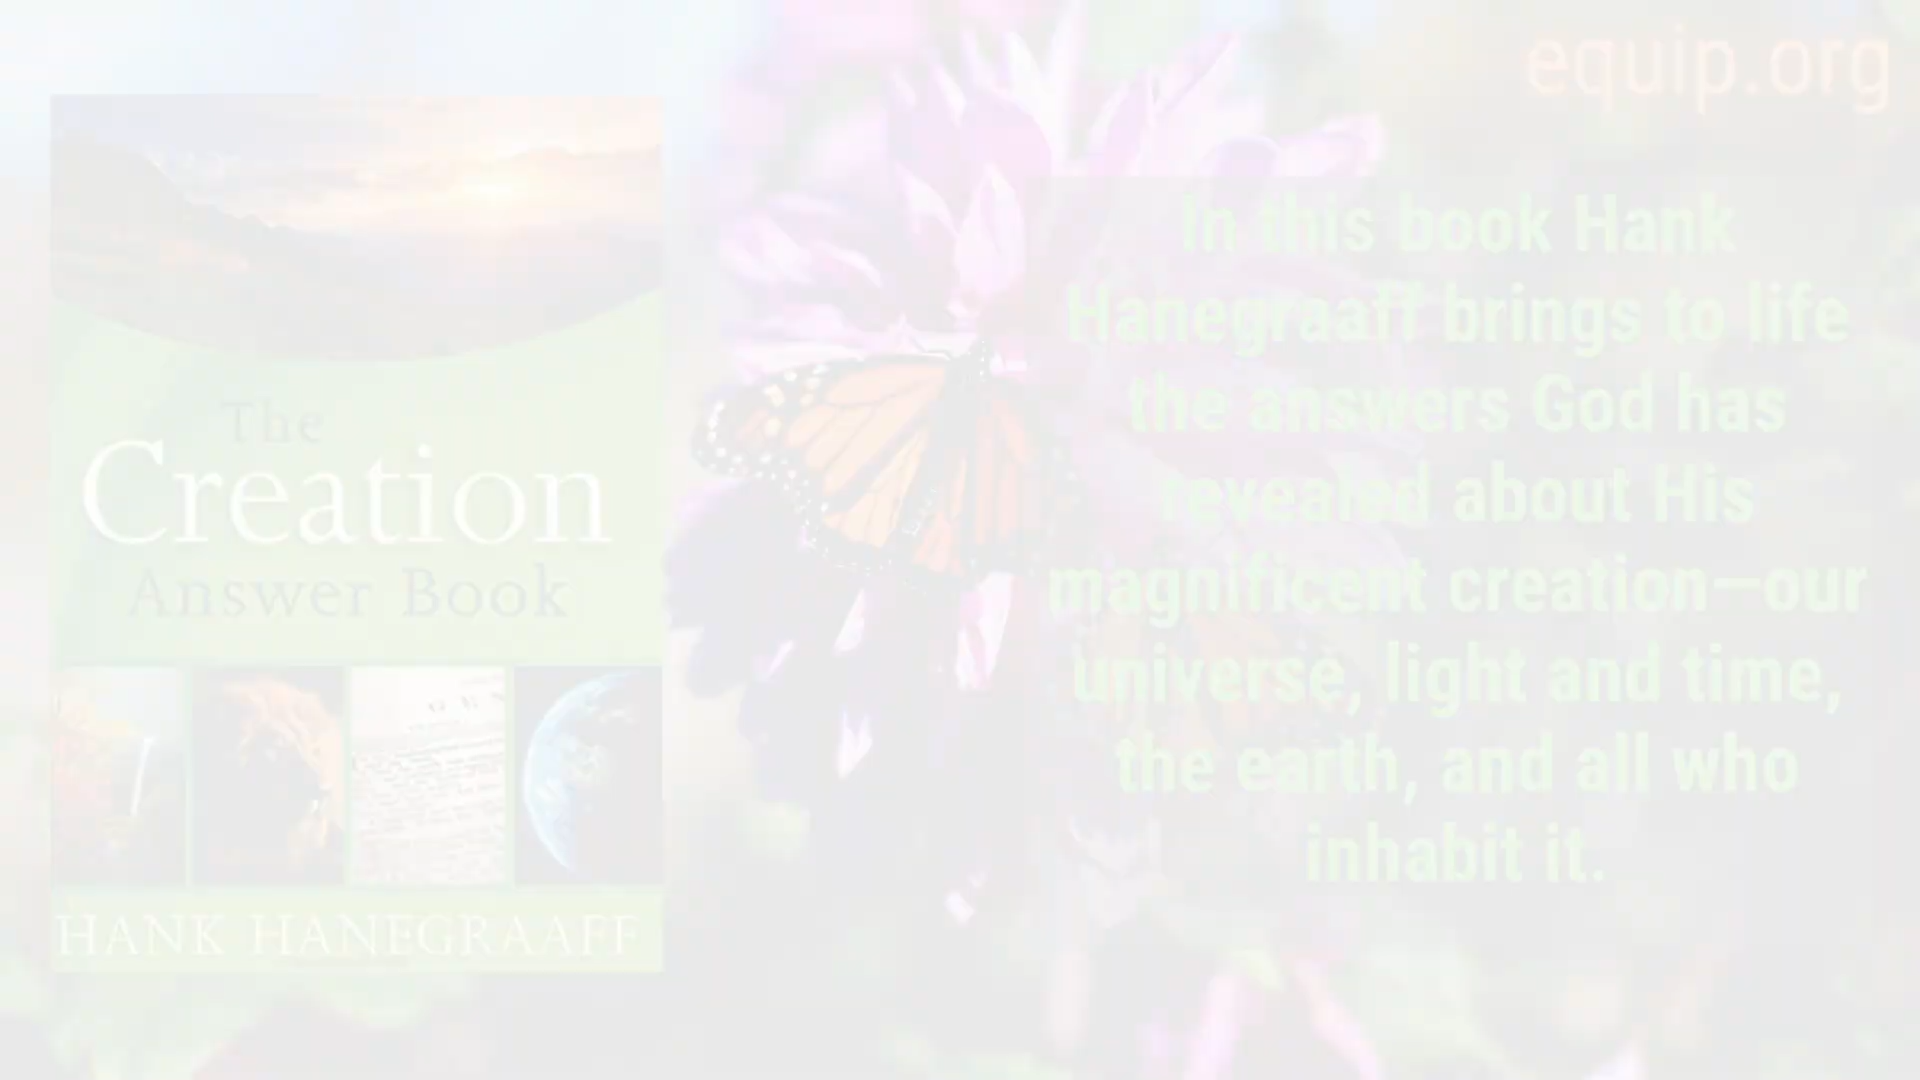 equip.org
The
Creation
Answer Book
HANK HANEGRAAFF
In this book Hank
Hanegraaff brings to life
the answers God has
revealed about His
magnificent creation—our
universe, light and time,
the earth, and all who
inhabit it.